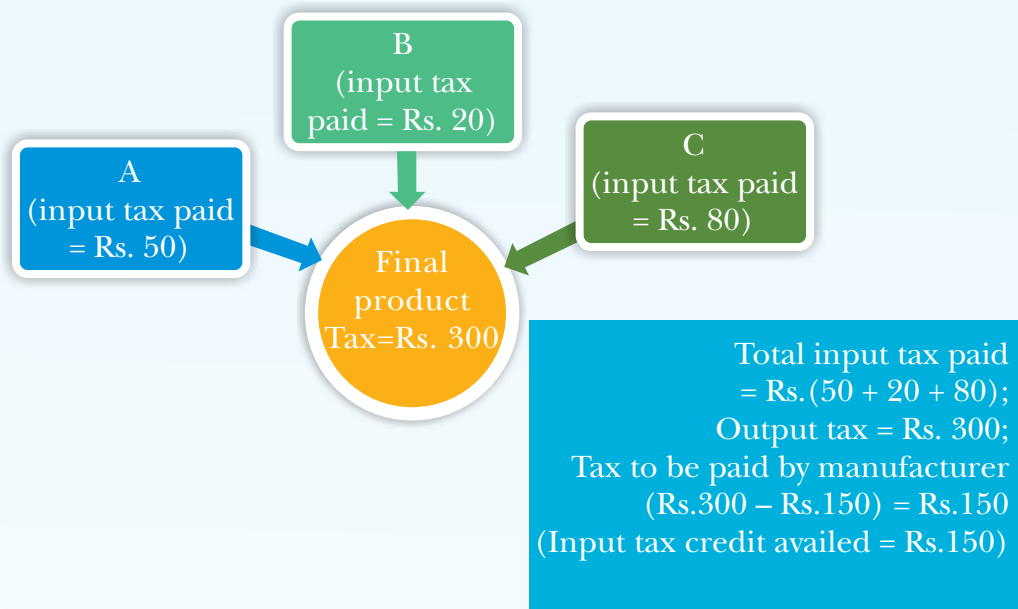 B
(input tax
paid = Rs. 20)
A
(input tax paid
= Rs. 50)
C
(input tax paid
= Rs. 80)
Final
product
Tax=Rs. 300
Total input tax paid
= Rs.(50 + 20 + 80);
Output tax = Rs. 300;
Tax to be paid by manufacturer
(Rs.300 – Rs.150) = Rs.150
(Input tax credit availed = Rs.150)